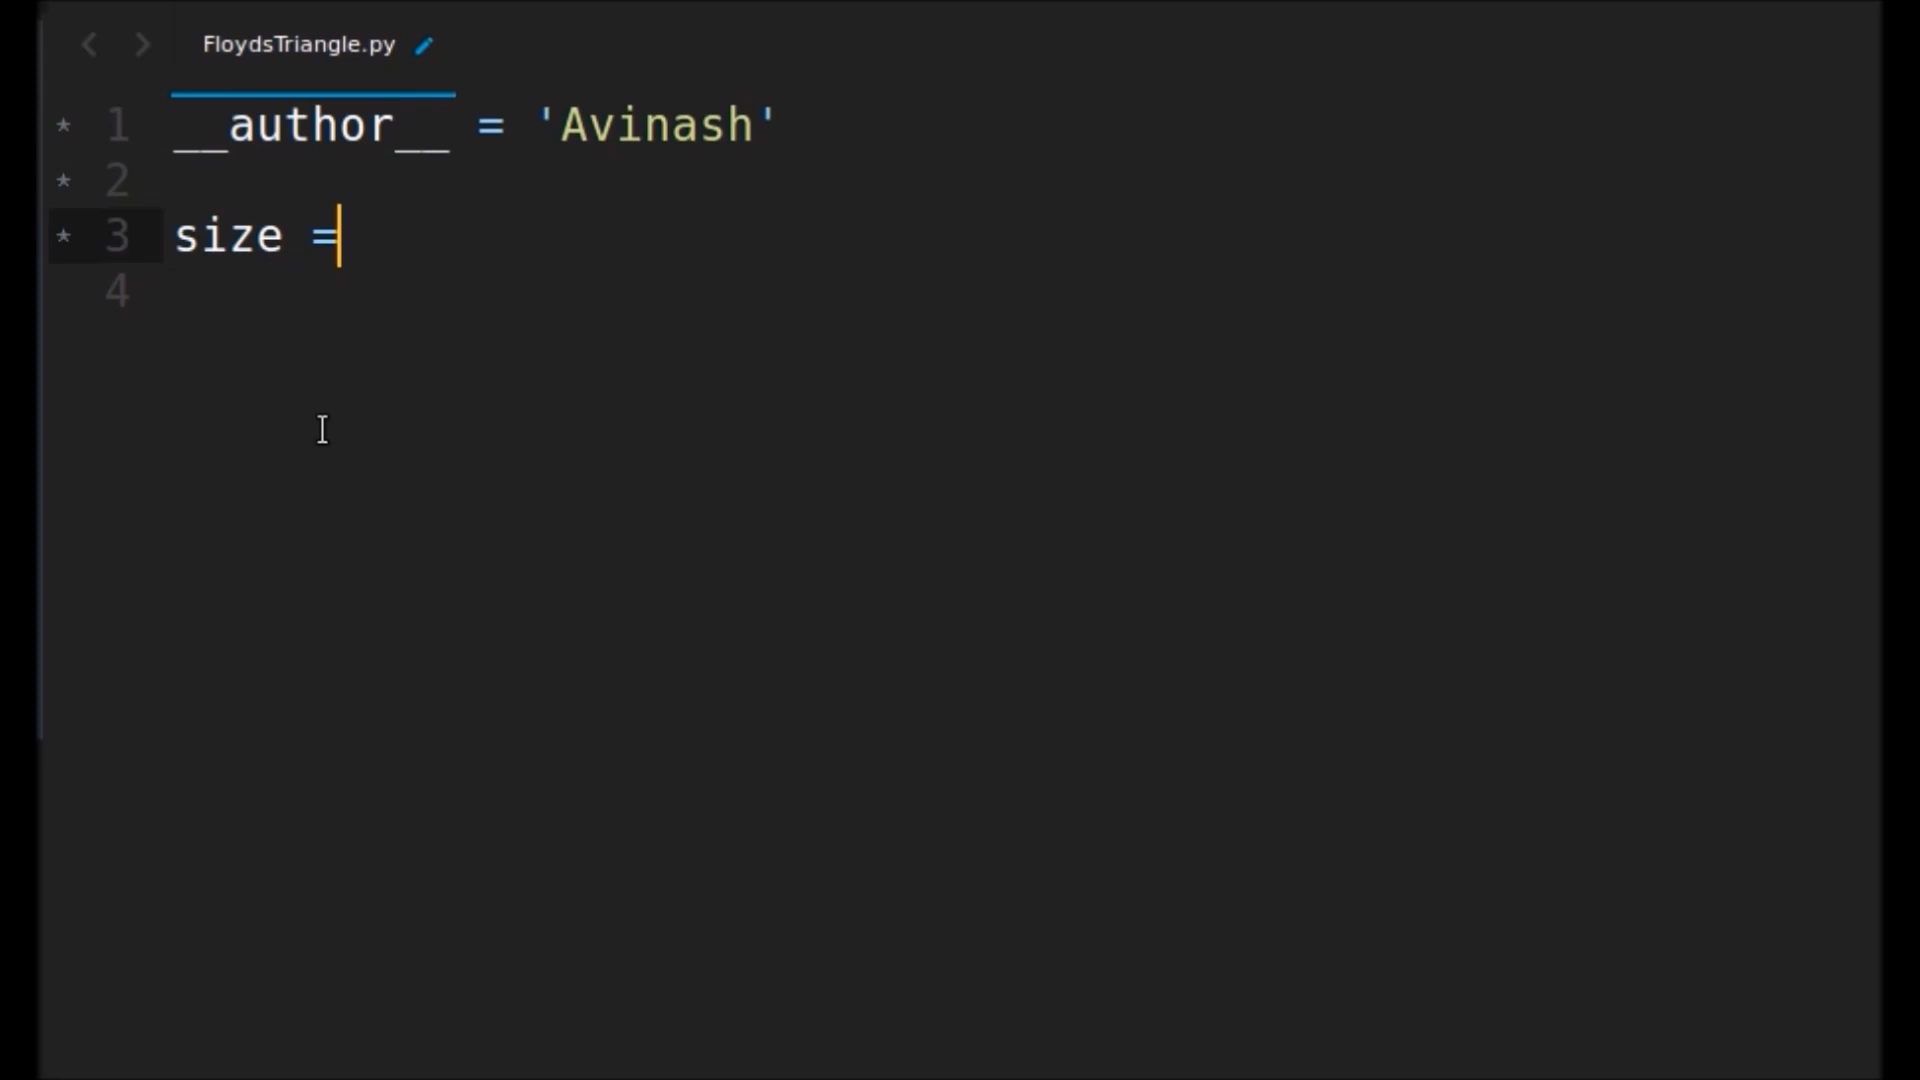 FloydsTriangle.py
* 1 __author__ = 'Avinash'
* 2
* 3 size =
4